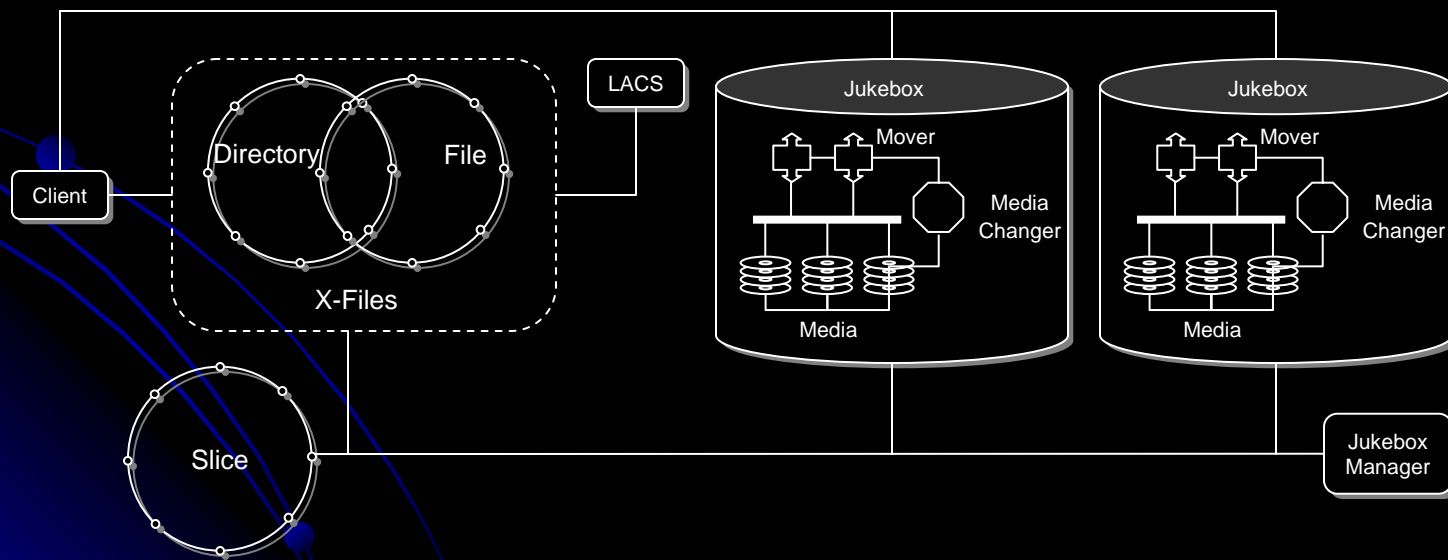 LACS
Jukebox
Jukebox
Directory
File
Mover
Mover
Client
Media
Changer
Media
Changer
X-Files
Media
Media
Slice
Jukebox
Manager